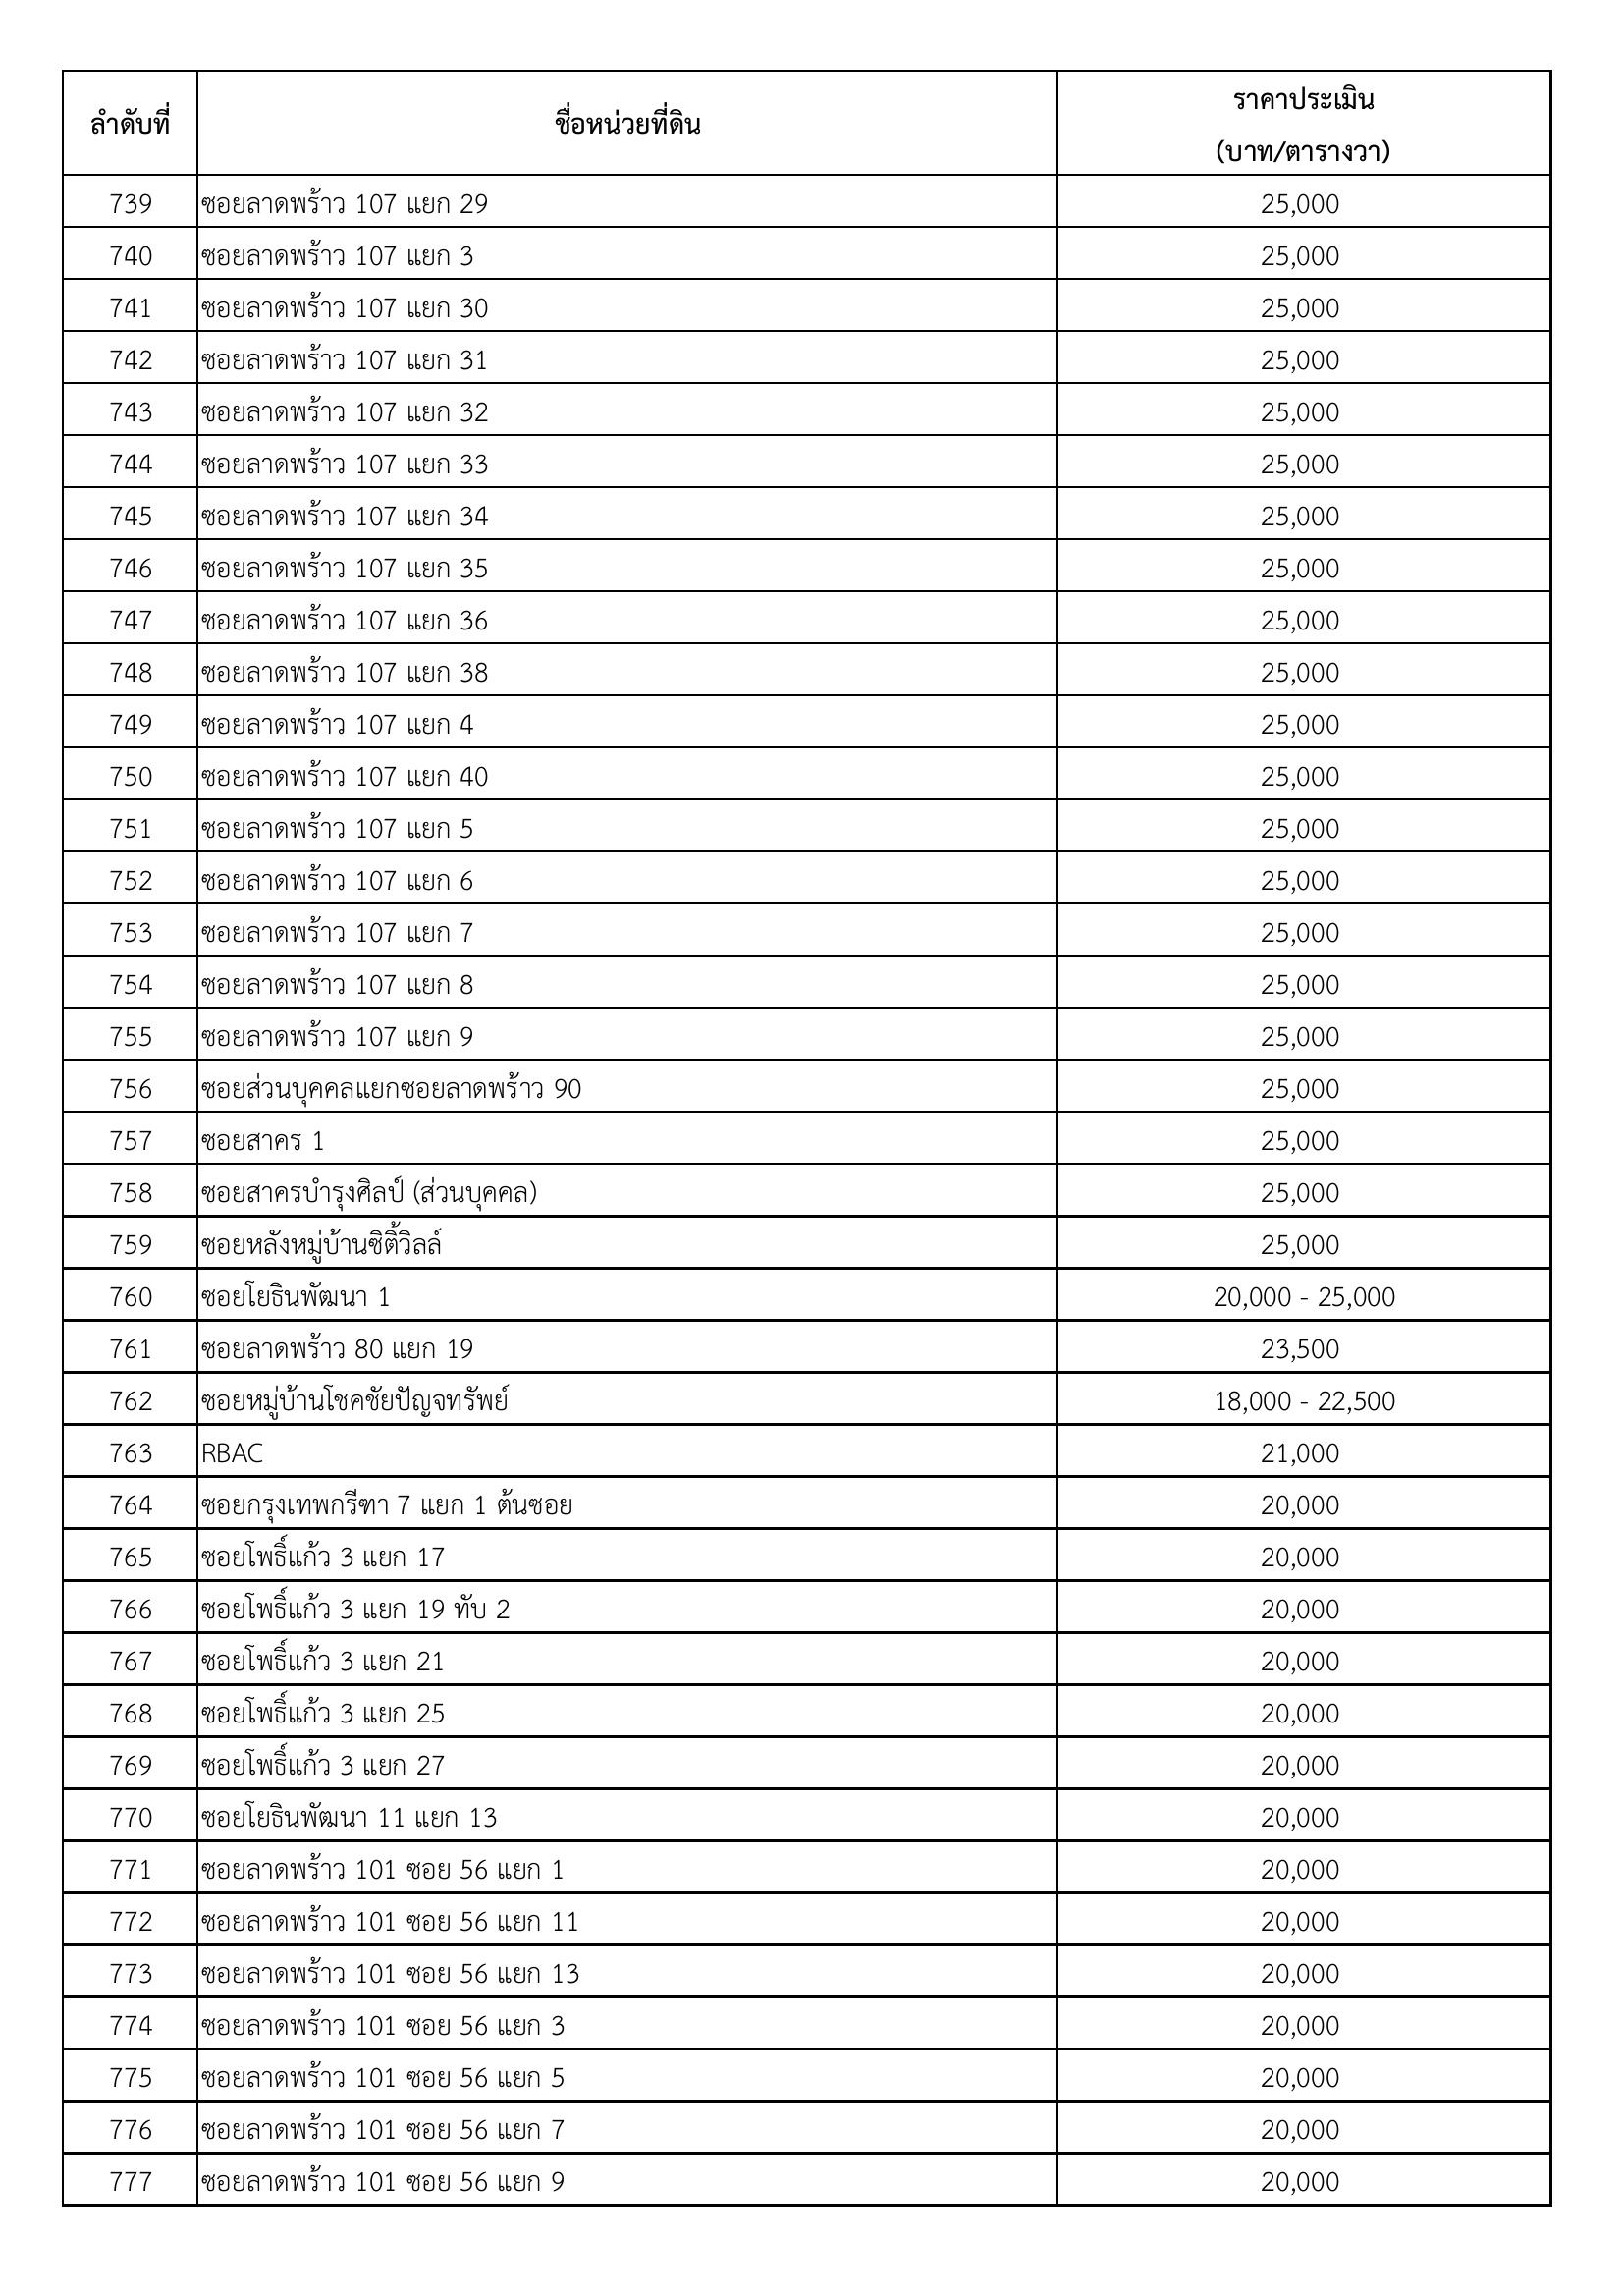 ลำดับที่ ชื่อหน่วยที่ดิน ราคาประเมิน
(บาท/ตารางวา)
739 ซอยลาดพร้าว 107 แยก 29 25,000
740 ซอยลาดพร้าว 107 แยก 3 25,000
741 ซอยลาดพร้าว 107 แยก 30 25,000
742 ซอยลาดพร้าว 107 แยก 31 25,000
743 ซอยลาดพร้าว 107 แยก 32 25,000
744 ซอยลาดพร้าว 107 แยก 33 25,000
745 ซอยลาดพร้าว 107 แยก 34 25,000
746 ซอยลาดพร้าว 107 แยก 35 25,000
747 ซอยลาดพร้าว 107 แยก 36 25,000
748 ซอยลาดพร้าว 107 แยก 38 25,000
749 ซอยลาดพร้าว 107 แยก 4 25,000
750 ซอยลาดพร้าว 107 แยก 40 25,000
751 ซอยลาดพร้าว 107 แยก 5 25,000
752 ซอยลาดพร้าว 107 แยก 6 25,000
753 ซอยลาดพร้าว 107 แยก 7 25,000
754 ซอยลาดพร้าว 107 แยก 8 25,000
755 ซอยลาดพร้าว 107 แยก 9 25,000
756 ซอยส่วนบุคคลแยกซอยลาดพร้าว 90 25,000
757 ซอยสาคร 1 25,000
758 ซอยสาครบำรุงศิลป์ (ส่วนบุคคล) 25,000
759 ซอยหลังหมู่บ้านซิตี้วิลล์ 25,000
760 ซอยโยธินพัฒนา 1 20,000 - 25,000
761 ซอยลาดพร้าว 80 แยก 19 23,500
762 ซอยหมู่บ้านโชคชัยปัญจทรัพย์ 18,000 - 22,500
763 RBAC 21,000
764 ซอยกรุงเทพกรีฑา 7 แยก 1 ต้นซอย 20,000
765 ซอยโพธิ์แก้ว 3 แยก 17 20,000
766 ซอยโพธิ์แก้ว 3 แยก 19 ทับ 2 20,000
767 ซอยโพธิ์แก้ว 3 แยก 21 20,000
768 ซอยโพธิ์แก้ว 3 แยก 25 20,000
769 ซอยโพธิ์แก้ว 3 แยก 27 20,000
770 ซอยโยธินพัฒนา 11 แยก 13 20,000
771 ซอยลาดพร้าว 101 ซอย 56 แยก 1 20,000
772 ซอยลาดพร้าว 101 ซอย 56 แยก 11 20,000
773 ซอยลาดพร้าว 101 ซอย 56 แยก 13 20,000
774 ซอยลาดพร้าว 101 ซอย 56 แยก 3 20,000
775 ซอยลาดพร้าว 101 ซอย 56 แยก 5 20,000
776 ซอยลาดพร้าว 101 ซอย 56 แยก 7 20,000
777 ซอยลาดพร้าว 101 ซอย 56 แยก 9 20,000